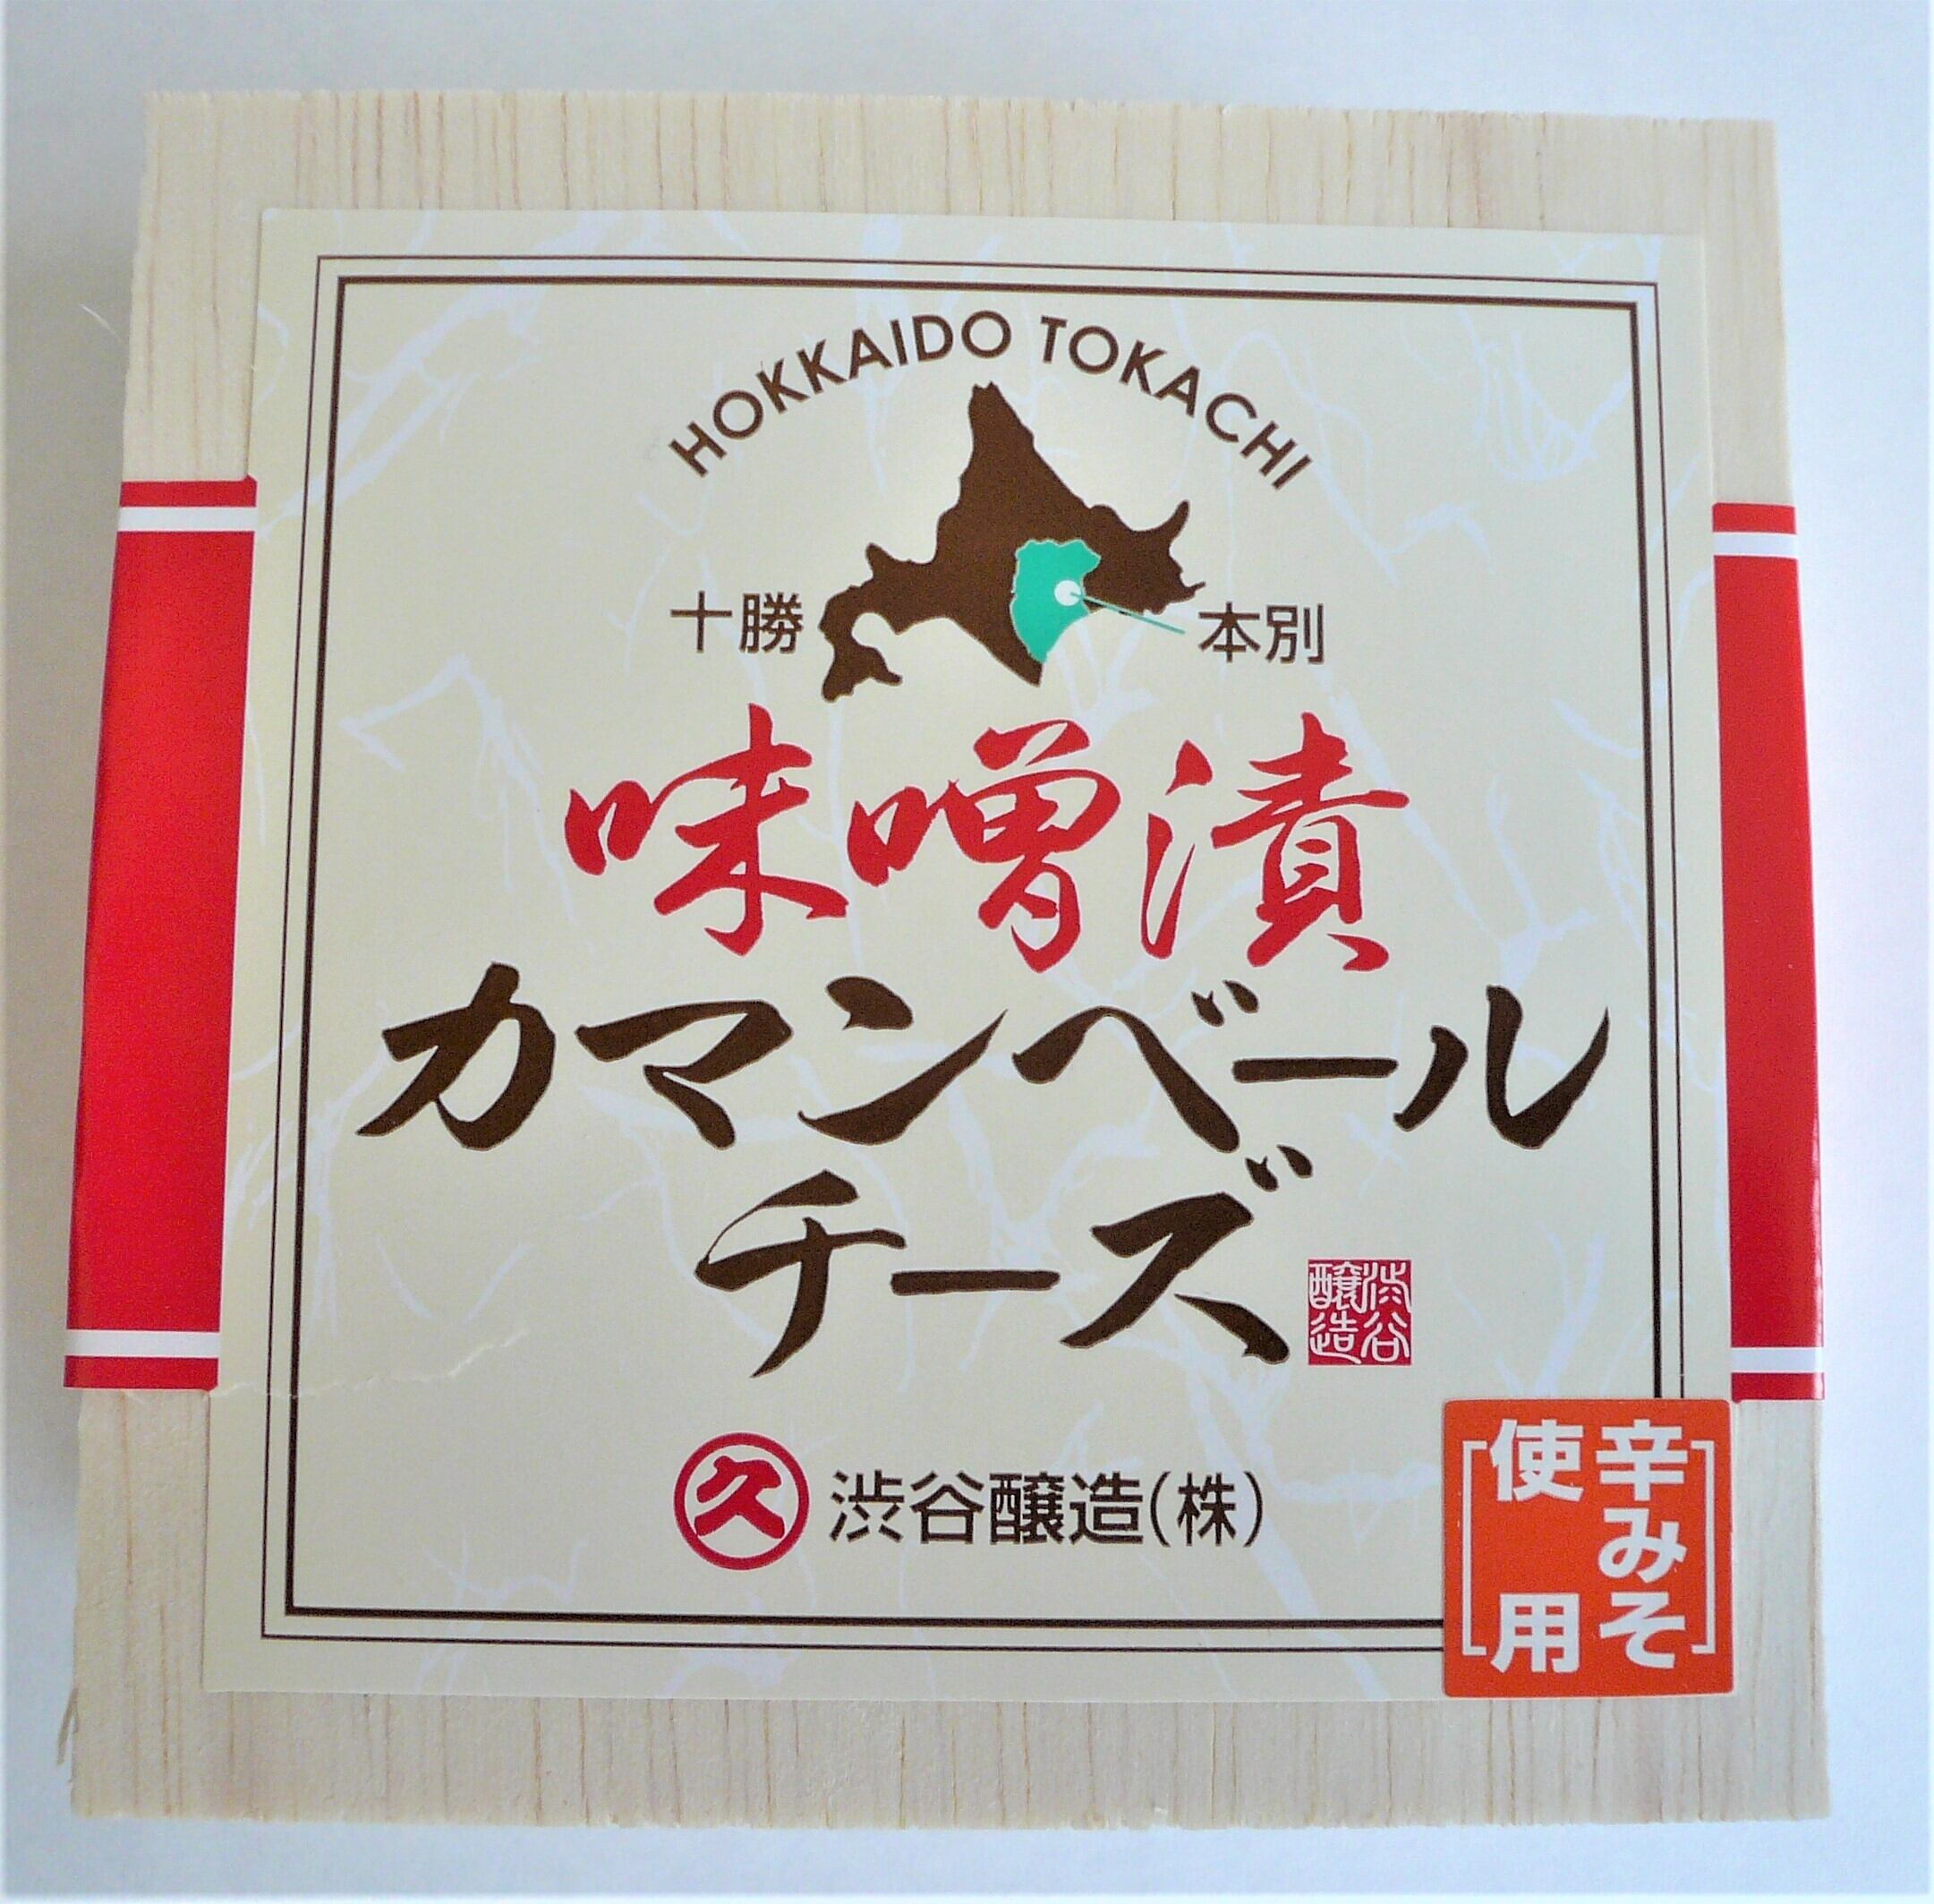 HOKKAIDO TOKACHI
十勝
本別
味噌漬
カマンベール
チーズ
渋谷
醸造
久
渋谷醸造(株)
辛みそ
使用